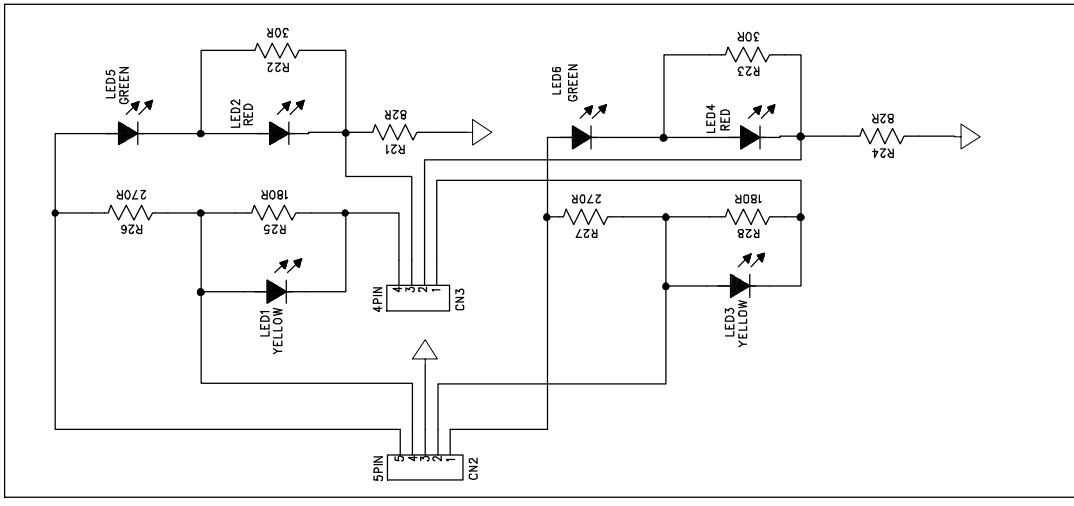 30R
R22
LED5
GREEN
LED2
RED
82R
R21
30R
R23
LED6
GREEN
LED4
RED
82R
R24
270R
R26
180R
R25
270R
R27
180R
R28
LED1
YELLOW
4PIN
4 3 2 1
CN3
LED3
YELLOW
5PIN
5 4 3 2 1
CN2